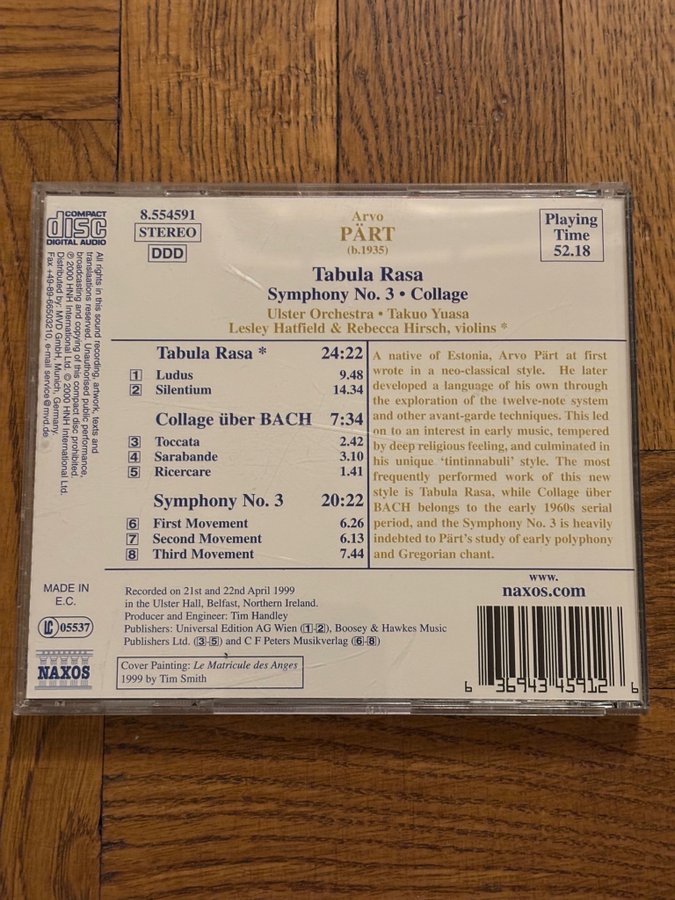 COMPACT
disc
DIGITAL AUDIO
8.554591
STEREO
DDD
Arvo
PÄRT
(b.1935)
Playing
Time
52.18
Tabula Rasa
Symphony No. 3 • Collage
Ulster Orchestra • Takuo Yuasa
Lesley Hatfield & Rebecca Hirsch, violins *
Tabula Rasa * 24:22
1 Ludus 9.48
2 Silentium 14.34
Collage über BACH 7:34
3 Toccata 2.42
4 Sarabande 3.10
5 Ricercare 1.41
Symphony No. 3 20:22
6 First Movement 6.26
7 Second Movement 6.13
8 Third Movement 7.44
A native of Estonia, Arvo Pärt at first
wrote in a neo-classical style. He later
developed a language of his own through
the exploration of the twelve-note system
and other avant-garde techniques. This led
on to an interest in early music, tempered
by deep religious feeling, and culminated in
his unique ‘tintinnabuli’ style. The most
frequently performed work of this new
style is Tabula Rasa, while Collage über
BACH belongs to the early 1960s serial
period, and the Symphony No. 3 is heavily
indebted to Pärt’s study of early polyphony
and Gregorian chant.
All rights in this sound recording, artwork, texts and
translations reserved. Unauthorised public performance,
broadcasting and copying of this compact disc prohibited.
℗ 2000 HNH International Ltd. © 2000 HNH International Ltd.
Distributed by: MVD GmbH, Munich, Germany.
Fax +49-89-66503210, e-mail service@mvd.de
MADE IN
E.C.
LC 05537
NAXOS
Recorded on 21st and 22nd April 1999
in the Ulster Hall, Belfast, Northern Ireland.
Producer and Engineer: Tim Handley
Publishers: Universal Edition AG Wien (1-2), Boosey & Hawkes Music
Publishers Ltd. (3-5) and C F Peters Musikverlag (6-8)
Cover Painting: Le Matricule des Anges
1999 by Tim Smith
www.
naxos.com
6 36943 45912 6